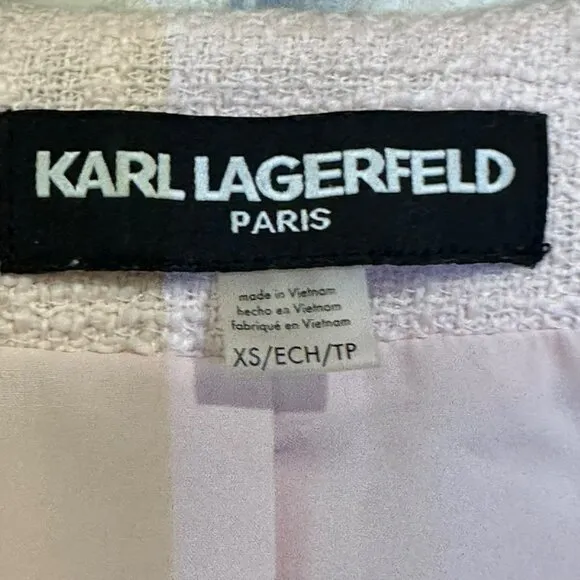 KARL LAGERFELD
PARIS
made in Vietnam
hecho en Vietnam
fabriqué en Vietnam
XS/ECH/TP